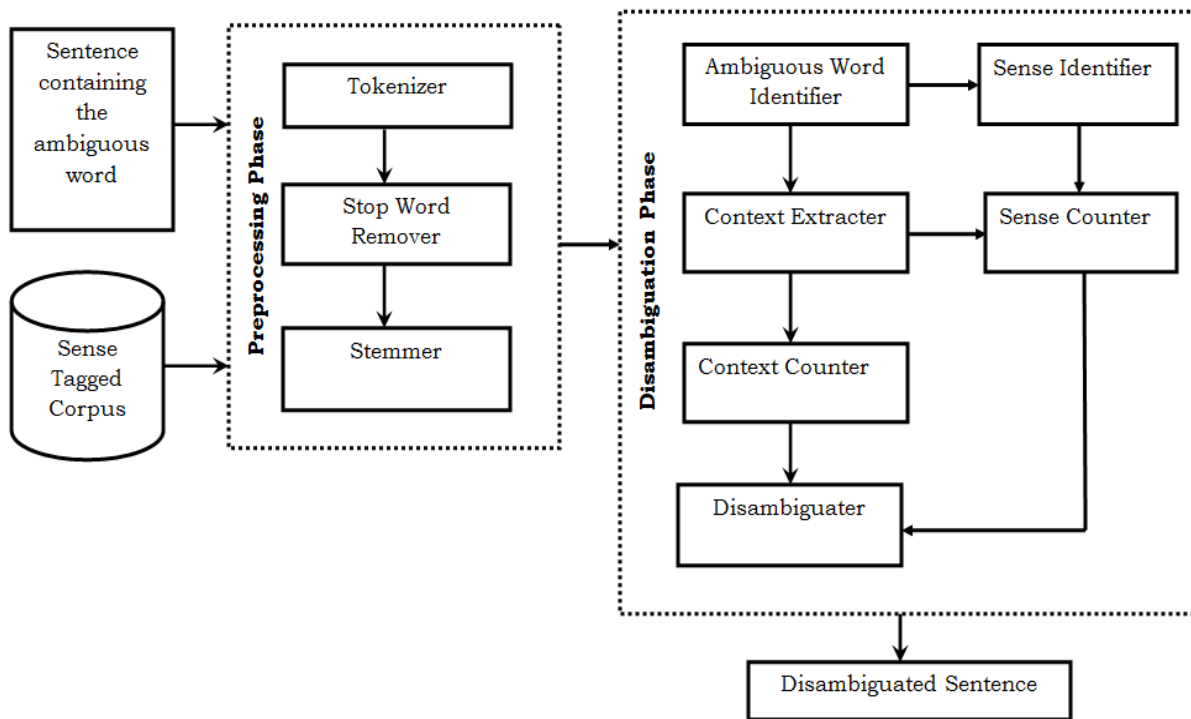 Sentence
containing
the
ambiguous
word
Sense
Tagged
Corpus
Preprocessing Phase
Tokenizer
Stop Word
Remover
Stemmer
Disambiguation Phase
Ambiguous Word
Identifier
Sense Identifier
Context Extracter
Sense Counter
Context Counter
Disambiguater
Disambiguated Sentence